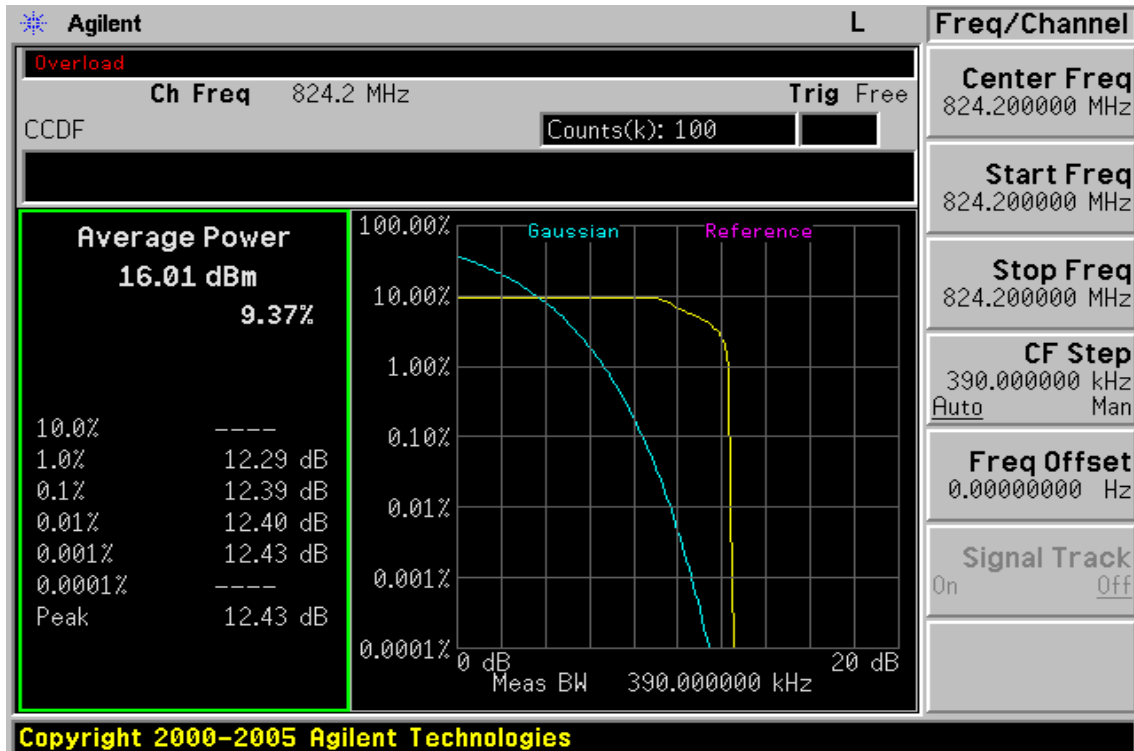 Agilent L Freq/Channel
Overload
Ch Freq 824.2 MHz Trig Free
CCDF Counts(k): 100
Average Power
16.01 dBm
9.37%
10.0% ----
1.0% 12.29 dB
0.1% 12.39 dB
0.01% 12.40 dB
0.001% 12.43 dB
0.0001% ----
Peak 12.43 dB
100.00%
10.00%
1.00%
0.10%
0.01%
0.001%
0.0001%
Gaussian Reference
0 dB 20 dB
Meas BW 390.000000 kHz
Center Freq
824.200000 MHz
Start Freq
824.200000 MHz
Stop Freq
824.200000 MHz
CF Step
390.000000 kHz
Auto Man
Freq Offset
0.00000000 Hz
Signal Track
On Off
Copyright 2000-2005 Agilent Technologies